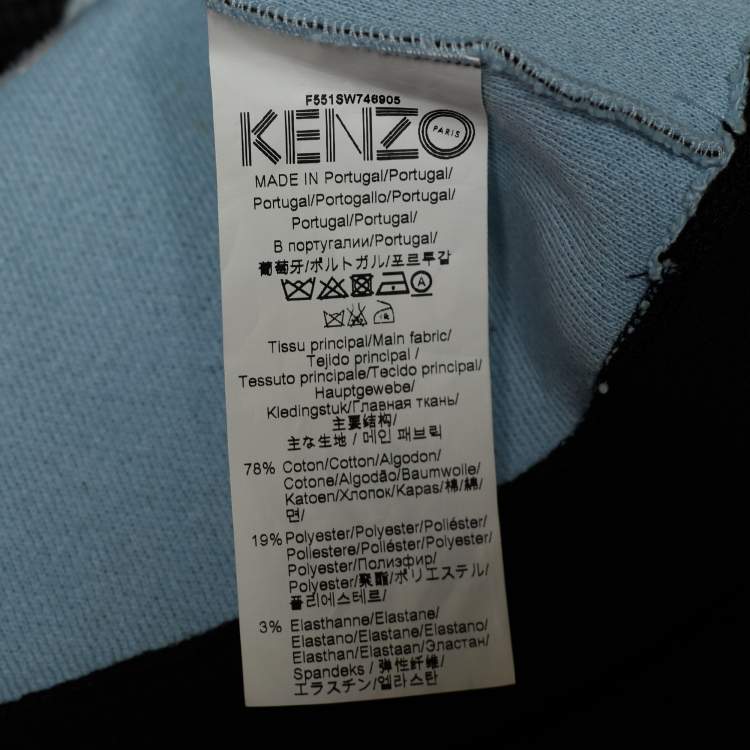 F551SW746905
KENZO PARIS
MADE IN Portugal/Portugal/
Portugal/Portogallo/Portugal/
Portugal/Portugal/
В португалии/Portugal/
葡萄牙/ポルトガル/포르투갈
A
Tissu principal/Main fabric/
Tejido principal /
Tessuto principale/Tecido principal/
Hauptgewebe/
Kledingstuk/Главная ткань/
主要结构/
主な生地 / 메인 패브릭
78% Coton/Cotton/Algodon/
Cotone/Algodão/Baumwolle/
Katoen/Хлопок/Kapas/棉/綿/
면/
19% Polyester/Polyester/Poliéster/
Poliestere/Poliéster/Polyester/
Polyester/Полиэфир/
Polyester/聚酯/ポリエステル/
폴리에스테르/
3% Elasthanne/Elastane/
Elastano/Elastane/Elastano/
Elasthan/Elastaan/Эластан/
Spandeks / 弹性纤维/
エラスチン/엘라스탄